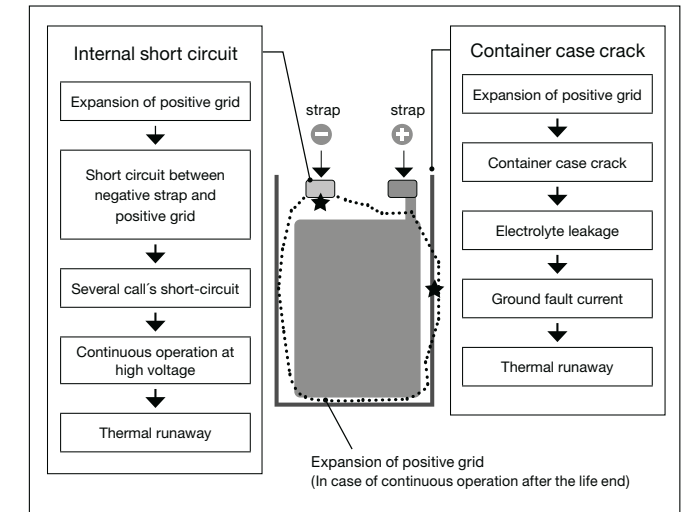 Internal short circuit
Expansion of positive grid
Short circuit between
negative strap and
positive grid
Several call´s short-circuit
Continuous operation at
high voltage
Thermal runaway
strap
strap
Container case crack
Expansion of positive grid
Container case crack
Electrolyte leakage
Ground fault current
Thermal runaway
Expansion of positive grid
(In case of continuous operation after the life end)